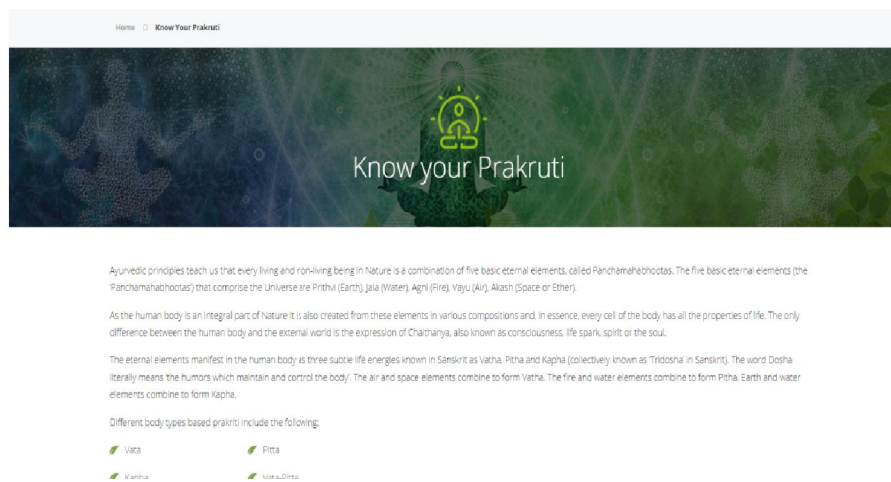 Home Know Your Prakruti
Know your Prakruti
Ayurvedic principies teach us that every living and ron-living being in Nature is a combination of five basic eternal elements, called Panchamahabhootas. The five basic eternal elements (the
'Panchamahabhootas') that comprise the Universe are Prithvi (Earth), Jala (Water), Agni (Fire), Vayu (Air), Akash (Space or Ether).
As the human body is an integral part of Nature it is also created from these elements in various compositions and, in essence, every cell of the body has all the properties of life. The only
difference between the human body and the external world is the expression of Chaithanya, also known as consciousness, life spark, spirit or the soul.
The eternal elements manifest in the human body as three subtle life energies known in Sanskrit as Vatha, Pitha and Kapha (collectively known as 'Tridosha' in Sanskrit). The word Dosha
literally means 'the humors which maintain and cortrol the body'. The air and space elements combine to form Vatha. The fire and water elements combine to form Pitha. Earth and water
elements combine to form Kapha.
Different body types based prakriti include the following:
Vata Pitta
Kapha Vata-Pitta